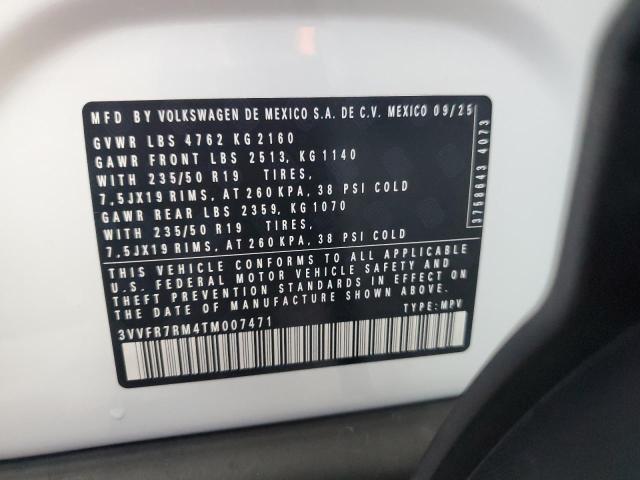 MFD BY VOLKSWAGEN DE MEXICO S.A. DE C.V. MEXICO 09/25
GVWR LBS 4762 KG 2160
GAWR FRONT LBS 2513, KG 1140
WITH 235/50 R19 TIRES,
7,5JX19 RIMS, AT 260 KPA, 38 PSI COLD
GAWR REAR LBS 2359, KG 1070
WITH 235/50 R19 TIRES,
7,5JX19 RIMS, AT 260 KPA, 38 PSI COLD
3758643 4073
THIS VEHICLE CONFORMS TO ALL APPLICABLE
U.S. FEDERAL MOTOR VEHICLE SAFETY AND
THEFT PREVENTION STANDARDS IN EFFECT ON
THE DATE OF MANUFACTURE SHOWN ABOVE.
3VVFR7RM4TM007471
TYPE: MPV